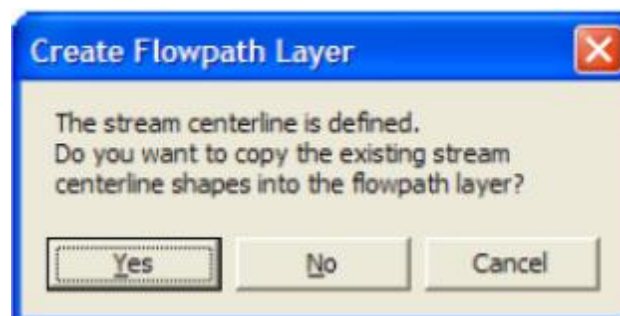 Create Flowpath Layer
The stream centerline is defined.
Do you want to copy the existing stream
centerline shapes into the flowpath layer?
Yes No Cancel